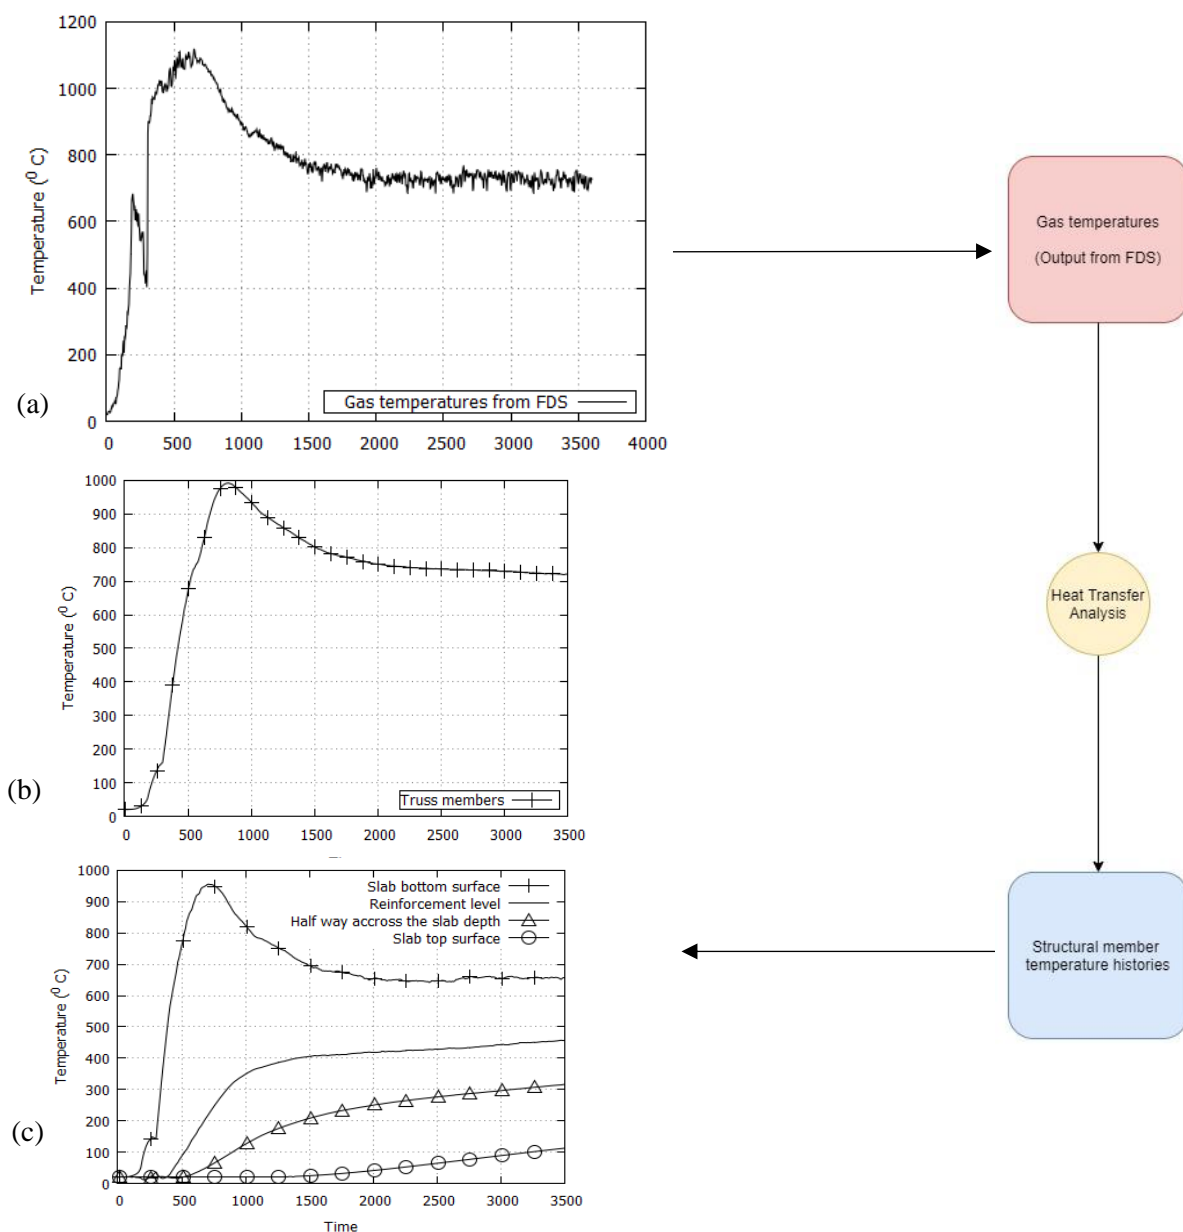 1200
1000
800
600
400
200
0
Temperature (⁰ C)
Gas temperatures from FDS
0 500 1000 1500 2000 2500 3000 3500 4000
(a)
Gas temperatures
(Output from FDS)
1000
900
800
700
600
500
400
300
200
100
0
Temperature (⁰ C)
Truss members
0 500 1000 1500 2000 2500 3000 3500
(b)
Heat Transfer
Analysis
1000
900
800
700
600
500
400
300
200
100
0
Temperature (⁰ C)
Slab bottom surface
Reinforcement level
Half way accross the slab depth
Slab top surface
0 500 1000 1500 2000 2500 3000 3500
Time
(c)
Structural member
temperature histories